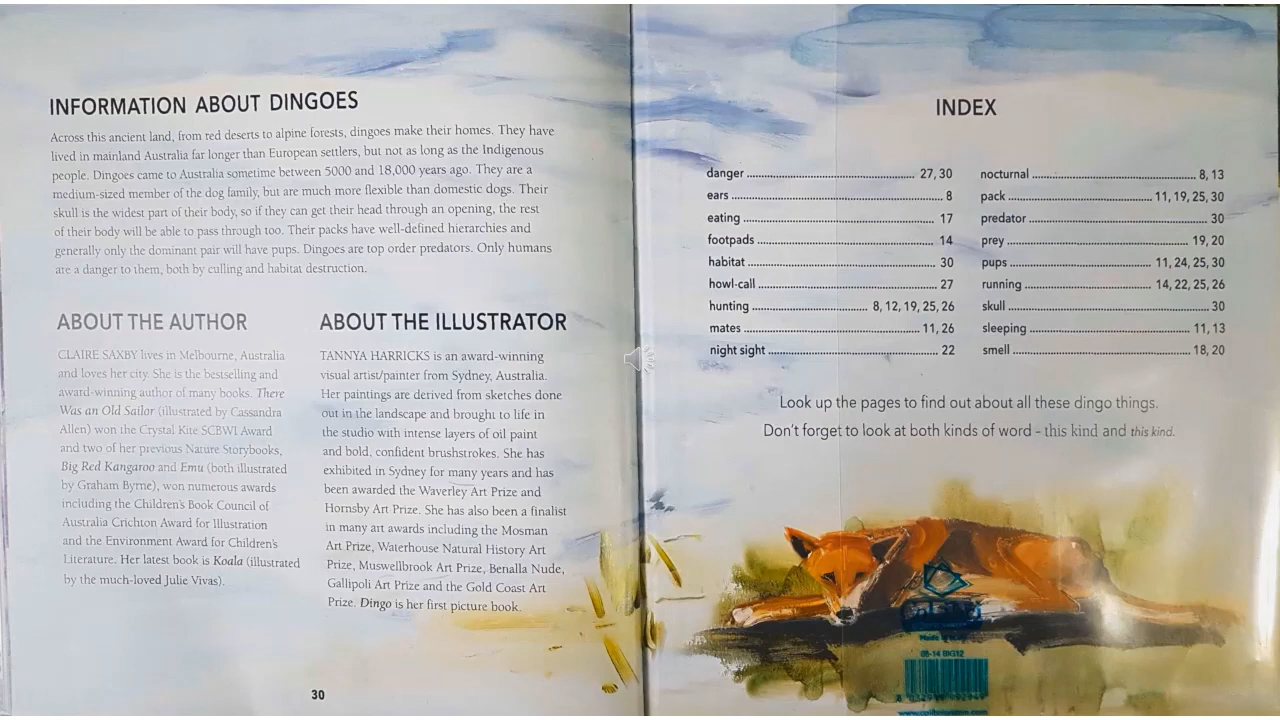 INFORMATION ABOUT DINGOES
Across this ancient land, from red deserts to alpine forests, dingoes make their homes. They have
lived in mainland Australia far longer than European settlers, but not as long as the Indigenous
people. Dingoes came to Australia sometime between 5000 and 18,000 years ago. They are a
medium-sized member of the dog family, but are much more flexible than domestic dogs. Their
skull is the widest part of their body, so if they can get their head through an opening, the rest
of their body will be able to pass through too. Their packs have well-defined hierarchies and
generally only the dominant pair will have pups. Dingoes are top order predators. Only humans
are a danger to them, both by culling and habitat destruction.
ABOUT THE AUTHOR
CLAIRE SAXBY lives in Melbourne, Australia
and loves her city. She is the bestselling and
award-winning author of many books. There
Was an Old Sailor (illustrated by Cassandra
Allen) won the Crystal Kite SCBWI Award
and two of her previous Nature Storybooks,
Big Red Kangaroo and Emu (both illustrated
by Graham Byrne), won numerous awards
including the Children's Book Council of
Australia Crichton Award for Illustration
and the Environment Award for Children's
Literature. Her latest book is Koala (illustrated
by the much-loved Julie Vivas).
ABOUT THE ILLUSTRATOR
TANNYA HARRICKS is an award-winning
visual artist/painter from Sydney, Australia.
Her paintings are derived from sketches done
out in the landscape and brought to life in
the studio with intense layers of oil paint
and bold, confident brushstrokes. She has
exhibited in Sydney for many years and has
been awarded the Waverley Art Prize and
Hornsby Art Prize. She has also been a finalist
in many art awards including the Mosman
Art Prize, Waterhouse Natural History Art
Prize, Muswellbrook Art Prize, Benalla Nude,
Gallipoli Art Prize and the Gold Coast Art
Prize. Dingo is her first picture book.
30
INDEX
danger 27, 30
ears 8
eating 17
footpads 14
habitat 30
howl-call 27
hunting 8, 12, 19, 25, 26
mates 11, 26
night sight 22
nocturnal 8, 13
pack 11, 19, 25, 30
predator 30
prey 19, 20
pups 11, 24, 25, 30
running 14, 22, 25, 26
skull 30
sleeping 11, 13
smell 18, 20
Look up the pages to find out about all these dingo things.
Don't forget to look at both kinds of word – this kind and this kind.
05-14 BIG12